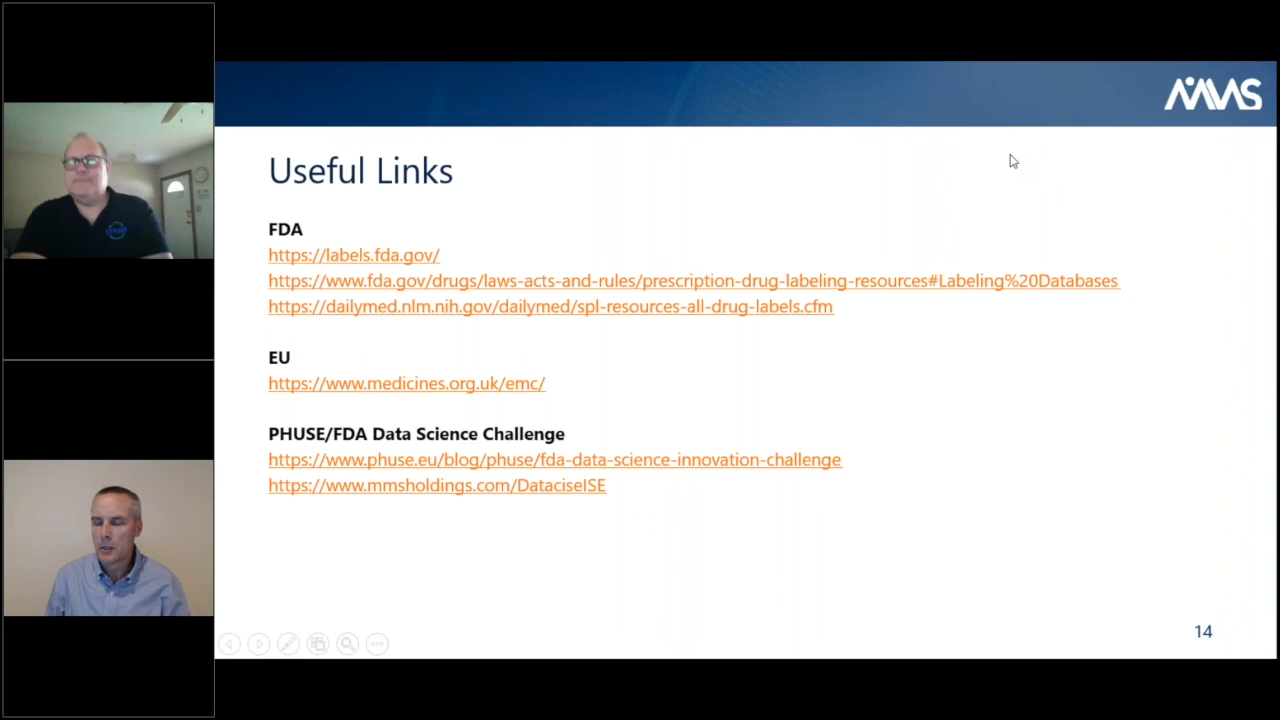 MMS
Useful Links
FDA
https://labels.fda.gov/
https://www.fda.gov/drugs/laws-acts-and-rules/prescription-drug-labeling-resources#Labeling%20Databases
https://dailymed.nlm.nih.gov/dailymed/spl-resources-all-drug-labels.cfm
EU
https://www.medicines.org.uk/emc/
PHUSE/FDA Data Science Challenge
https://www.phuse.eu/blog/phuse/fda-data-science-innovation-challenge
https://www.mmsholdings.com/DataciseISE
14